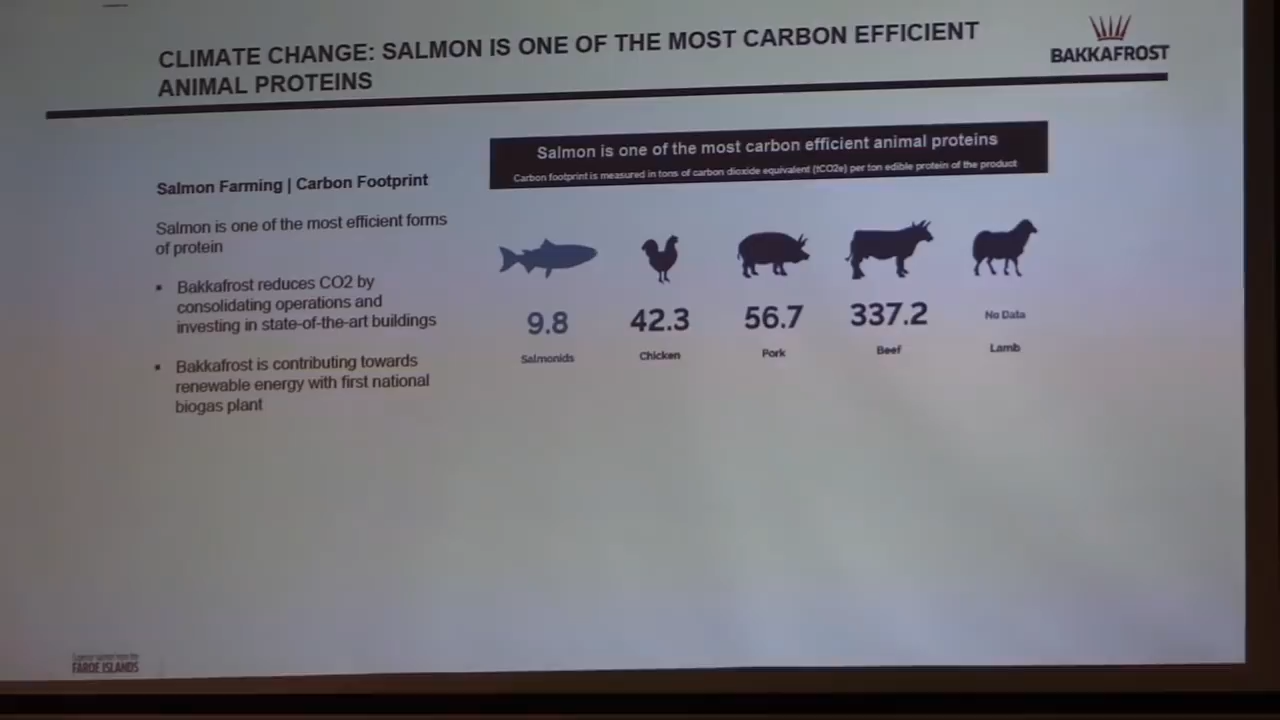 CLIMATE CHANGE: SALMON IS ONE OF THE MOST CARBON EFFICIENT
ANIMAL PROTEINS
BAKKAFROST
Salmon Farming | Carbon Footprint
Salmon is one of the most efficient forms
of protein
▪ Bakkafrost reduces CO2 by
consolidating operations and
investing in state-of-the-art buildings
▪ Bakkafrost is contributing towards
renewable energy with first national
biogas plant
Salmon is one of the most carbon efficient animal proteins
Carbon footprint is measured in tons of carbon dioxide equivalent (tCO2e) per ton edible protein of the product
9.8 42.3 56.7 337.2 No Data
Salmonids Chicken Pork Beef Lamb
FAROE ISLANDS